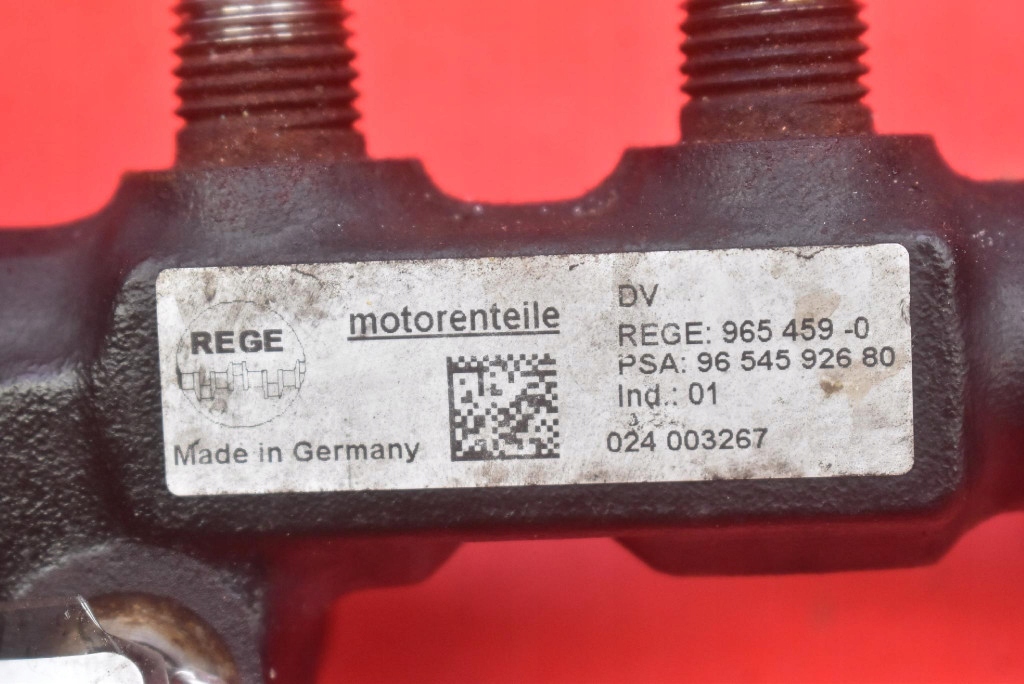 REGE
motorenteile
Made in Germany
DV
REGE: 965 459 -0
PSA: 96 545 926 80
Ind.: 01
024 003267